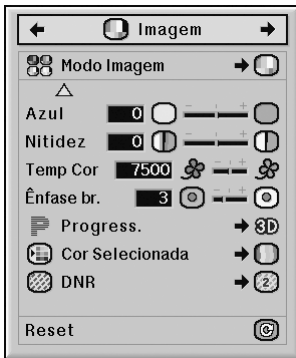 Imagem
Modo Imagem
Azul 0
Nitidez 0
Temp Cor 7500
Ênfase br. 3
P Progress. 3D
Cor Selecionada
DNR 2
Reset